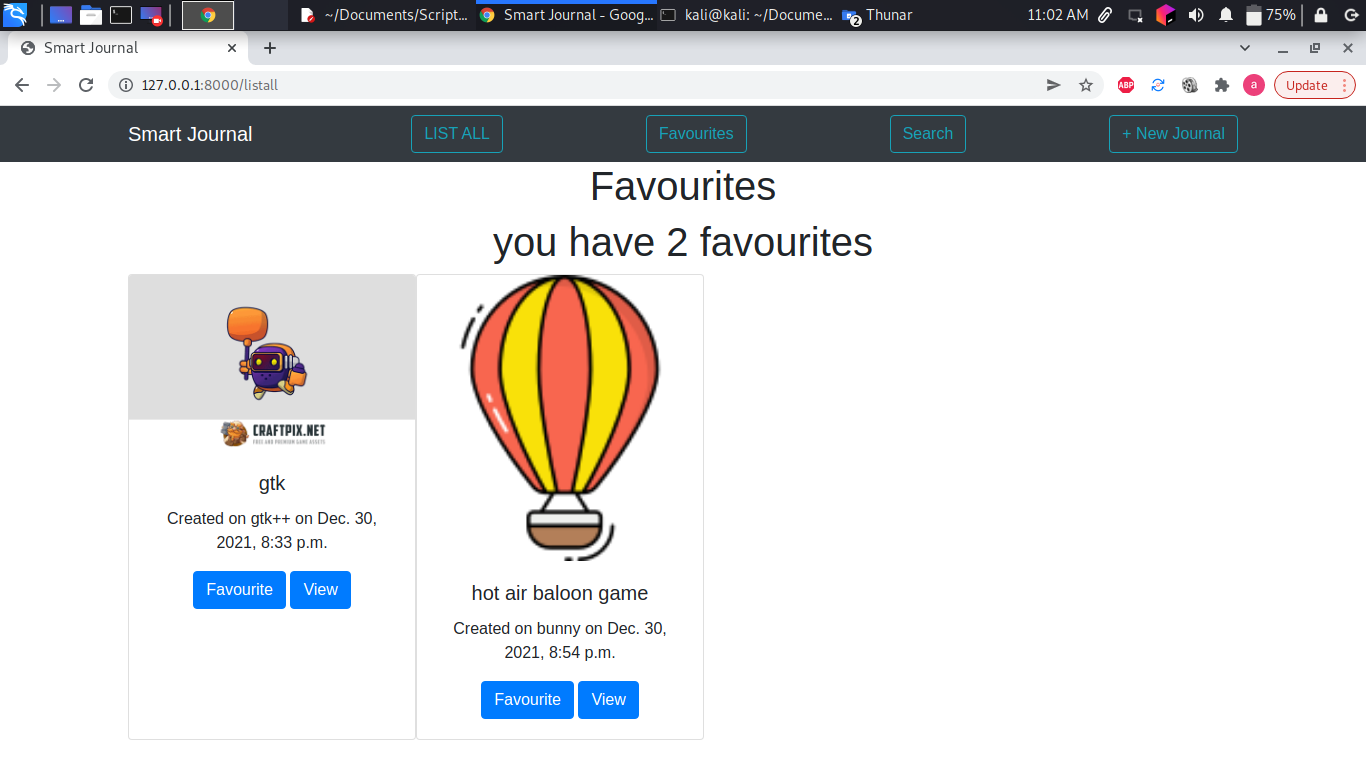 ~/Documents/Script...
Smart Journal - Goog...
kali@kali: ~/Docume...
2
Thunar
11:02 AM
75%
Smart Journal
127.0.0.1:8000/listall
ABP
a
Update
Smart Journal
LIST ALL
Favourites
Search
+ New Journal
Favourites
you have 2 favourites
CRAFTPIX.NET
FREE AND PREMIUM GAME ASSETS
gtk
Created on gtk++ on Dec. 30,
2021, 8:33 p.m.
Favourite
View
hot air baloon game
Created on bunny on Dec. 30,
2021, 8:54 p.m.
Favourite
View